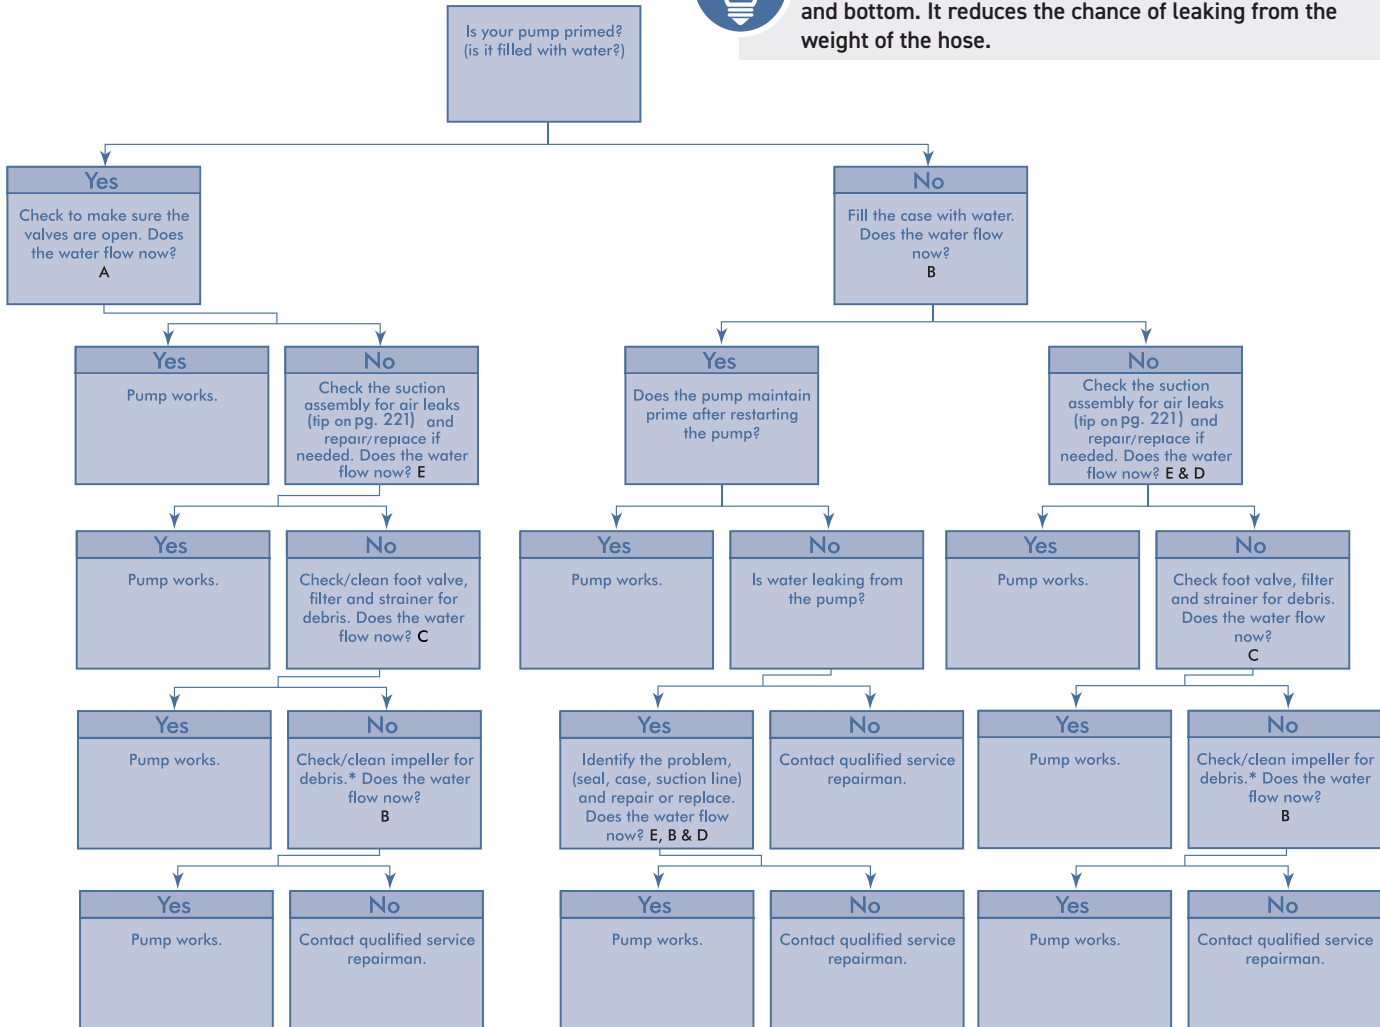 and bottom. It reduces the chance of leaking from the
weight of the hose.
Is your pump primed?
(is it filled with water?)
Yes
Check to make sure the
valves are open. Does
the water flow now?
A
No
Fill the case with water.
Does the water flow
now?
B
Yes
Pump works.
No
Check the suction
assembly for air leaks
(tip on pg. 221) and
repair/replace if
needed. Does the water
flow now? E
Yes
Does the pump maintain
prime after restarting
the pump?
No
Check the suction
assembly for air leaks
(tip on pg. 221) and
repair/replace if
needed. Does the water
flow now? E & D
Yes
Pump works.
No
Check/clean foot valve,
filter and strainer for
debris. Does the water
flow now? C
Yes
Pump works.
No
Is water leaking from
the pump?
Yes
Pump works.
No
Check foot valve, filter
and strainer for debris.
Does the water flow
now?
C
Yes
Pump works.
No
Check/clean impeller for
debris.* Does the water
flow now?
B
Yes
Identify the problem,
(seal, case, suction line)
and repair or replace.
Does the water flow
now? E, B & D
No
Contact qualified service
repairman.
Yes
Pump works.
No
Check/clean impeller for
debris.* Does the water
flow now?
B
Yes
Pump works.
No
Contact qualified service
repairman.
Yes
Pump works.
No
Contact qualified service
repairman.
Yes
Pump works.
No
Contact qualified service
repairman.